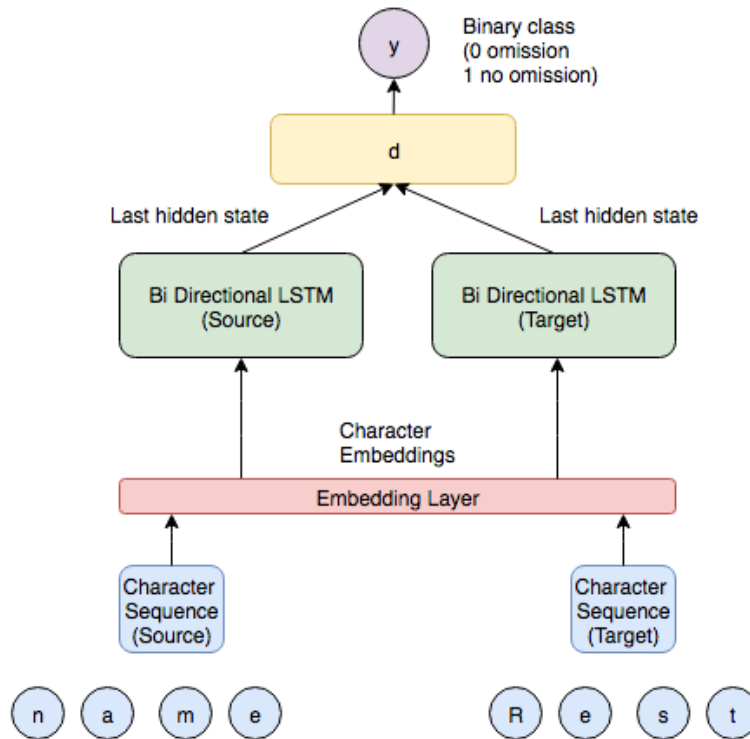 y
Binary class
(0 omission
1 no omission)
d
Last hidden state
Last hidden state
Bi Directional LSTM
(Source)
Bi Directional LSTM
(Target)
Character
Embeddings
Embedding Layer
Character
Sequence
(Source)
Character
Sequence
(Target)
n a m e
R e s t